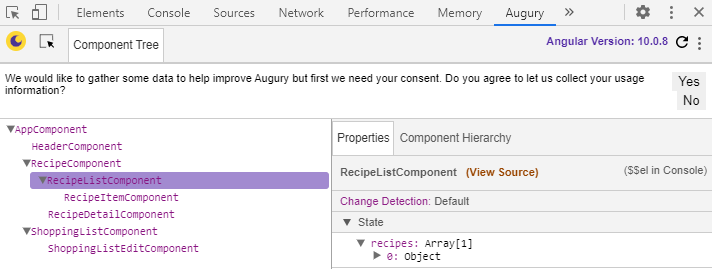 Elements Console Sources Network Performance Memory Augury »
Component Tree Angular Version: 10.0.8
We would like to gather some data to help improve Augury but first we need your consent. Do you agree to let us collect your usage
information?
Yes
No
▼AppComponent
HeaderComponent
▼RecipeComponent
▼RecipeListComponent
RecipeItemComponent
RecipeDetailComponent
▼ShoppingListComponent
ShoppingListEditComponent
Properties Component Hierarchy
RecipeListComponent (View Source) ($$el in Console)
Change Detection: Default
▼ State
▼ recipes: Array[1]
▶ 0: Object